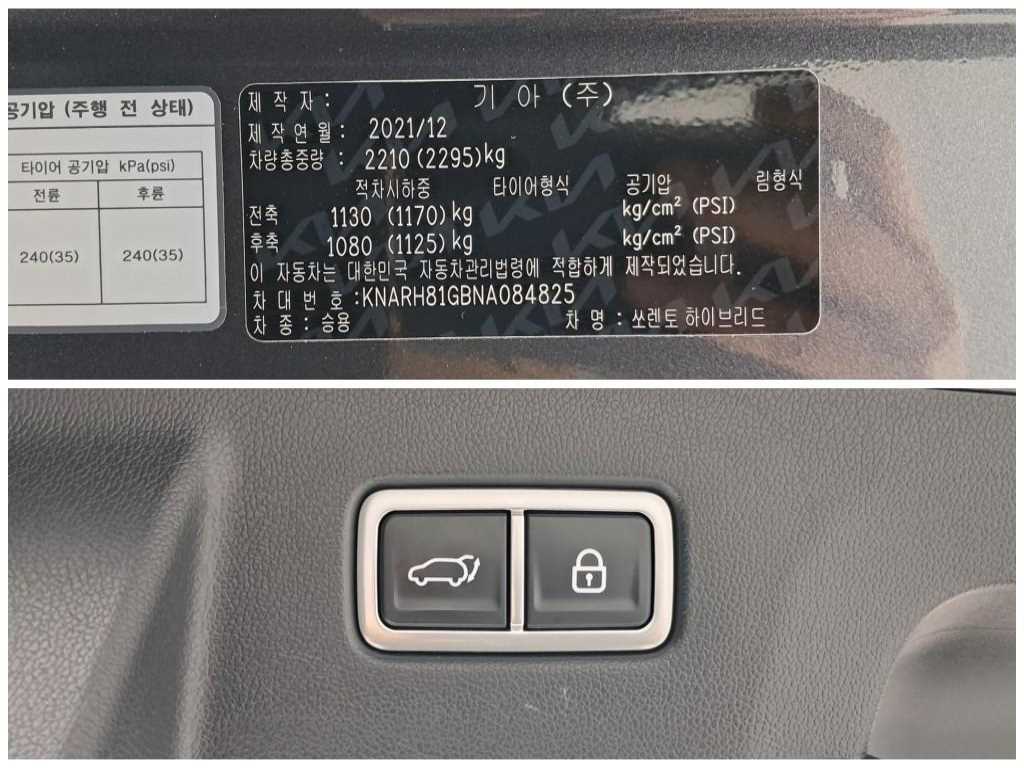 공기압 (주행 전 상태)
타이어 공기압 kPa(psi)
전륜 후륜
240(35) 240(35)
제 작 자 : 기 아 (주)
제 작 연 월 : 2021/12
차량총중량 : 2210 (2295)kg
적차시하중 타이어형식 공기압 림형식
전축 1130 (1170)kg kg/cm² (PSI)
후축 1080 (1125)kg kg/cm² (PSI)
이 자동차는 대한민국 자동차관리법령에 적합하게 제작되었습니다.
차 대 번 호 :KNARH81GBNA084825
차 종 : 승용 차 명 : 쏘렌토 하이브리드